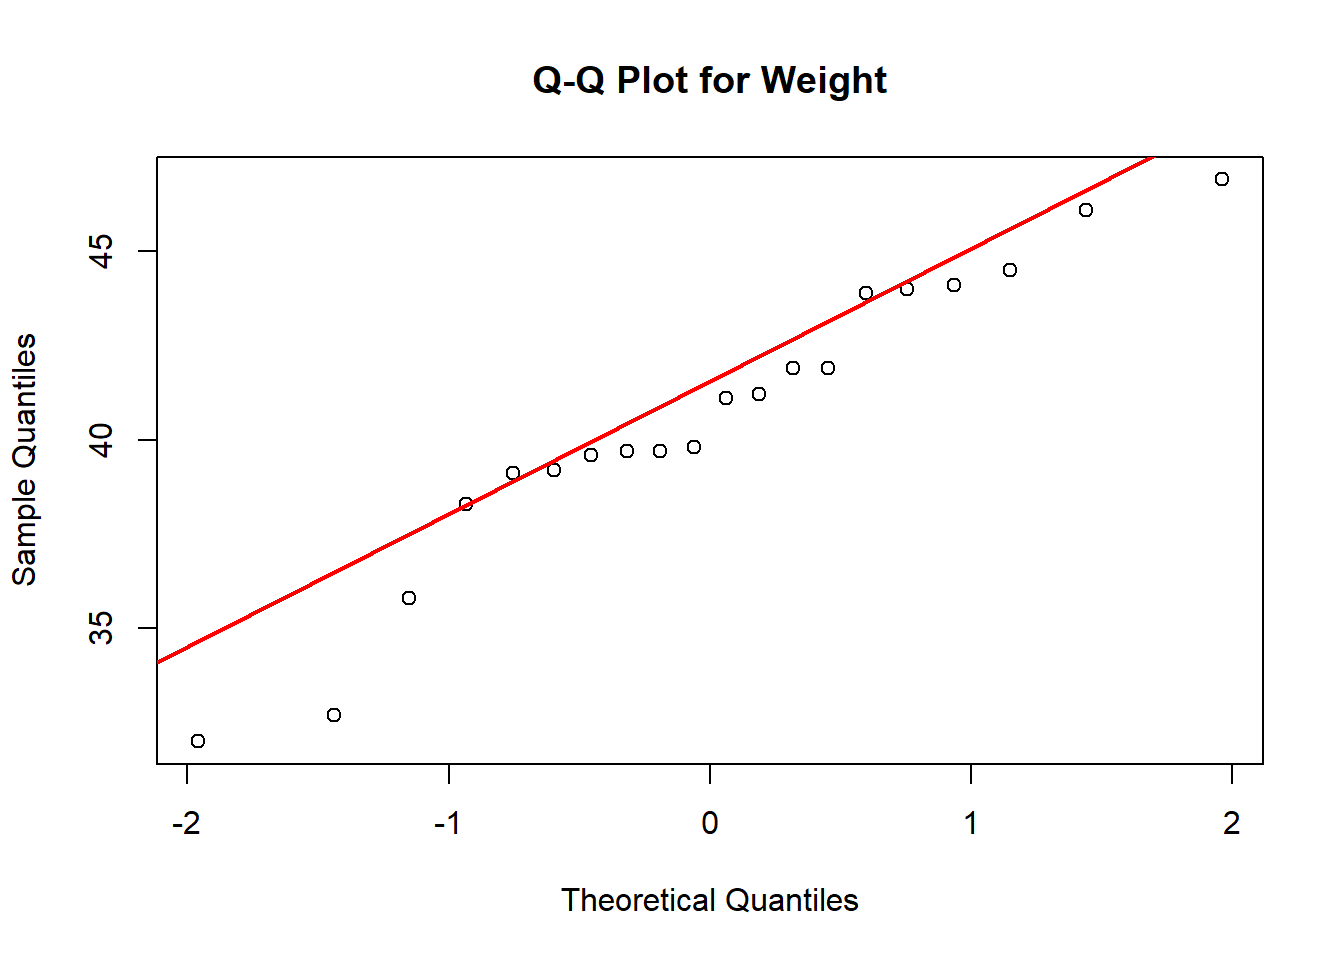 Q-Q Plot for Weight
Sample Quantiles
45
40
35
-2 -1 0 1 2
Theoretical Quantiles